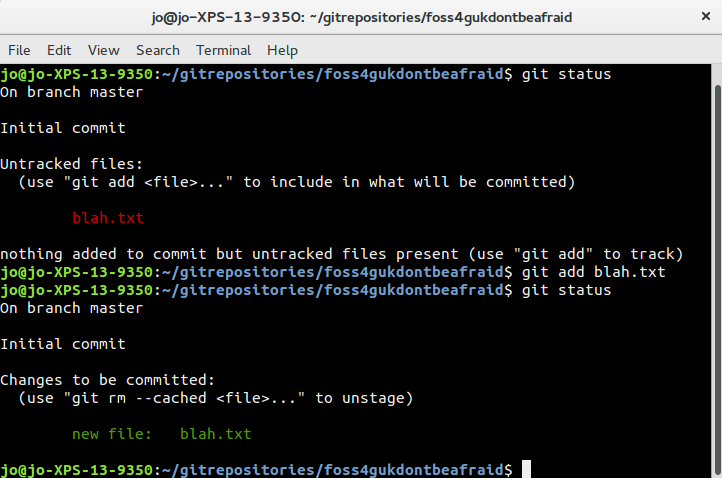 jo@jo-XPS-13-9350: ~/gitrepositories/foss4gukdontbeafraid
File Edit View Search Terminal Help
jo@jo-XPS-13-9350:~/gitrepositories/foss4gukdontbeafraid$ git status
On branch master
Initial commit
Untracked files:
(use "git add <file>..." to include in what will be committed)
blah.txt
nothing added to commit but untracked files present (use "git add" to track)
jo@jo-XPS-13-9350:~/gitrepositories/foss4gukdontbeafraid$ git add blah.txt
jo@jo-XPS-13-9350:~/gitrepositories/foss4gukdontbeafraid$ git status
On branch master
Initial commit
Changes to be committed:
(use "git rm --cached <file>..." to unstage)
new file:   blah.txt
jo@jo-XPS-13-9350:~/gitrepositories/foss4gukdontbeafraid$